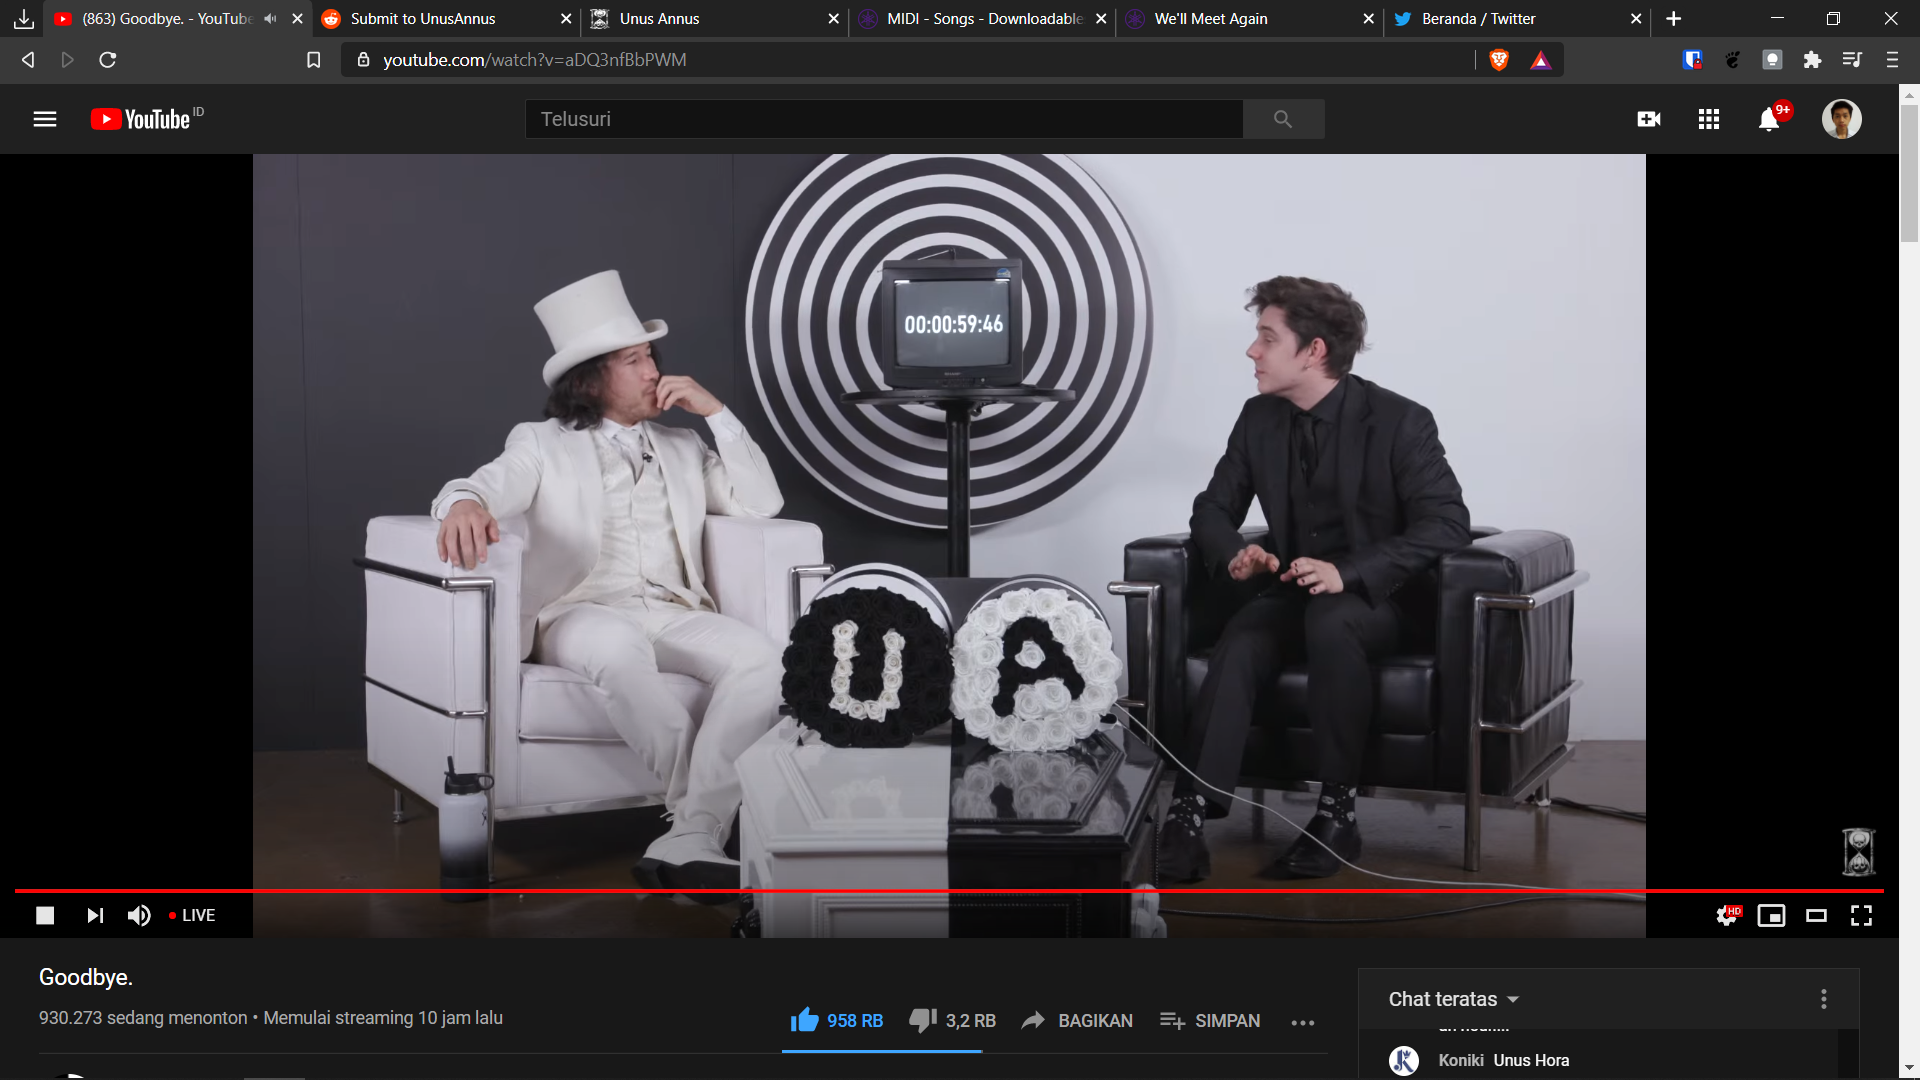 (863) Goodbye. - YouTube
Submit to UnusAnnus
Unus Annus
MIDI - Songs - Downloadable
We'll Meet Again
Beranda / Twitter
youtube.com/watch?v=aDQ3nfBbPWM
YouTube ID
Telusuri
9+
00:00:59:46
U A
LIVE
HD
Goodbye.
930.273 sedang menonton • Memulai streaming 10 jam lalu
958 RB
3,2 RB
BAGIKAN
SIMPAN
Chat teratas
Koniki Unus Hora